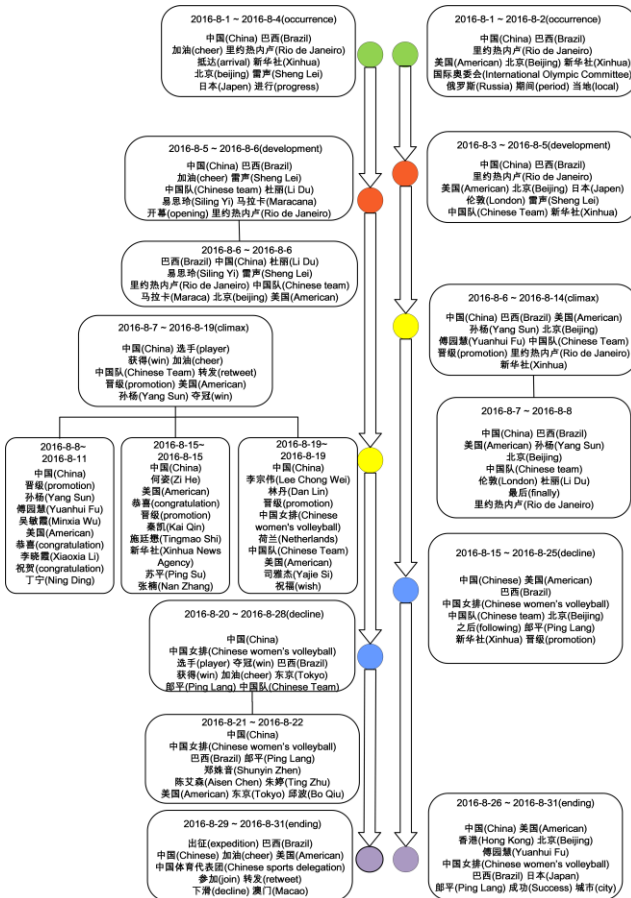 2016-8-1 ~ 2016-8-4(occurrence)
中国(China) 巴西(Brazil)
加油(cheer) 里约热内卢(Rio de Janeiro)
抵达(arrival) 新华社(Xinhua)
北京(beijing) 雷声(Sheng Lei)
日本(Japen) 进行(progress)
2016-8-1 ~ 2016-8-2(occurrence)
中国(China) 巴西(Brazil)
里约热内卢(Rio de Janeiro)
美国(American) 北京(Beijing) 新华社(Xinhua)
国际奥委会(International Olympic Committee)
俄罗斯(Russia) 期间(period) 当地(local)
2016-8-5 ~ 2016-8-6(development)
中国(China) 巴西(Brazil)
加油(cheer) 雷声(Sheng Lei)
中国队(Chinese team) 杜丽(Li Du)
易思玲(Siling Yi) 马拉卡(Maracana)
开幕(opening) 里约热内卢(Rio de Janeiro)
2016-8-3 ~ 2016-8-5(development)
中国(China) 巴西(Brazil)
里约热内卢(Rio de Janeiro)
美国(American) 北京(Beijing) 日本(Japen)
伦敦(London) 雷声(Sheng Lei)
中国队(Chinese Team) 新华社(Xinhua)
2016-8-6 ~ 2016-8-6
巴西(Brazil) 中国(China) 杜丽(Li Du)
易思玲(Siling Yi) 雷声(Sheng Lei)
里约热内卢(Rio de Janeiro) 中国队(Chinese team)
马拉卡(Maraca) 北京(beijing) 美国(American)
2016-8-6 ~ 2016-8-14(climax)
中国(China) 巴西(Brazil) 美国(American)
孙杨(Yang Sun) 北京(Beijing)
傅园慧(Yuanhui Fu) 中国队(Chinese Team)
晋级(promotion) 里约热内卢(Rio de Janeiro)
新华社(Xinhua)
2016-8-7 ~ 2016-8-19(climax)
中国(China) 选手(player)
获得(win) 加油(cheer)
中国队(Chinese Team) 转发(retweet)
晋级(promotion) 美国(American)
孙杨(Yang Sun) 夺冠(win)
2016-8-7 ~ 2016-8-8
中国(China) 巴西(Brazil)
美国(American) 孙杨(Yang Sun)
北京(Beijing)
中国队(Chinese team)
伦敦(London) 杜丽(Li Du)
最后(finally)
里约热内卢(Rio de Janeiro)
2016-8-8~
2016-8-11
中国(China)
晋级(promotion)
孙杨(Yang Sun)
傅园慧(Yuanhui Fu)
吴敏霞(Minxia Wu)
美国(American)
恭喜(congratulation)
李晓霞(Xiaoxia Li)
祝贺(congratulation)
丁宁(Ning Ding)
2016-8-15~
2016-8-15
中国(China)
何姿(Zi He)
美国(American)
恭喜(congratulation)
晋级(promotion)
秦凯(Kai Qin)
施廷懋(Tingmao Shi)
新华社(Xinhua News
Agency)
苏平(Ping Su)
张楠(Nan Zhang)
2016-8-19~
2016-8-19
中国(China)
李宗伟(Lee Chong Wei)
林丹(Dan Lin)
晋级(promotion)
中国女排(Chinese
women's volleyball)
荷兰(Netherlands)
中国队(Chinese Team)
美国(American)
司雅杰(Yajie Si)
祝福(wish)
2016-8-15 ~ 2016-8-25(decline)
中国(Chinese) 美国(American)
巴西(Brazil)
中国女排(Chinese women's volleyball)
中国队(Chinese team) 北京(Beijing)
之后(following) 郎平(Ping Lang)
新华社(Xinhua) 晋级(promotion)
2016-8-20 ~ 2016-8-28(decline)
中国(China)
中国女排(Chinese women's volleyball)
选手(player) 夺冠(win) 巴西(Brazil)
获得(win) 加油(cheer) 东京(Tokyo)
郎平(Ping Lang) 中国队(Chinese Team)
2016-8-21 ~ 2016-8-22
中国(China)
中国女排(Chinese women's volleyball)
巴西(Brazil) 郎平(Ping Lang)
郑姝音(Shunyin Zhen)
陈艾森(Aisen Chen) 朱婷(Ting Zhu)
美国(American) 东京(Tokyo) 邱波(Bo Qiu)
2016-8-29 ~ 2016-8-31(ending)
出征(expedition) 巴西(Brazil)
中国(Chinese) 加油(cheer) 美国(American)
中国体育代表团(Chinese sports delegation)
参加(join) 转发(retweet)
下滑(decline) 澳门(Macao)
2016-8-26 ~ 2016-8-31(ending)
中国(China) 美国(American)
香港(Hong Kong) 北京(Beijing)
傅园慧(Yuanhui Fu)
中国女排(Chinese women's volleyball)
巴西(Brazil) 日本(Japan)
郎平(Ping Lang) 成功(Success) 城市(city)